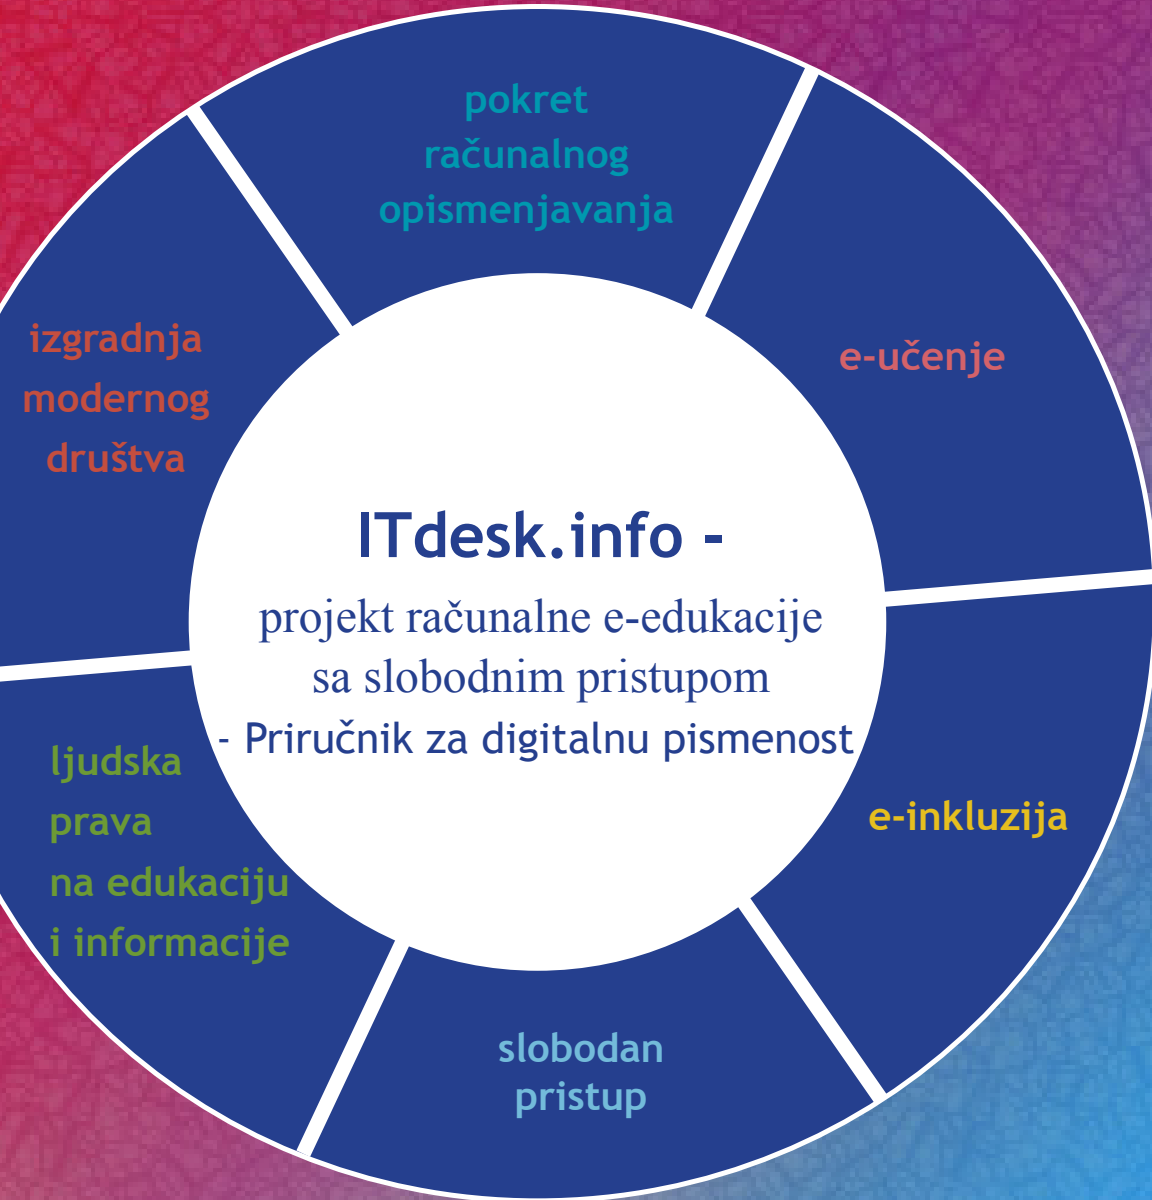 pokret
računalnog
opismenjavanja
e-učenje
izgradnja
modernog
društva
ITdesk.info -
projekt računalne e-edukacije
sa slobodnim pristupom
- Priručnik za digitalnu pismenost
ljudska
prava
na edukaciju
i informacije
e-inkluzija
slobodan
pristup